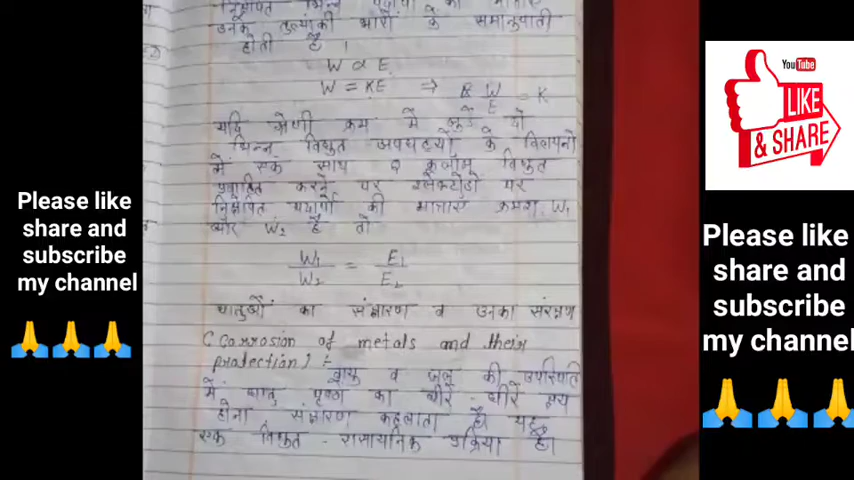 निक्षेपित भिन्न पदार्थों की मात्राएँ
उनके तुल्यांकी भारों के समानुपाती
होती है ।
W ∝ E
W = KE ⇒ W/E = K
यदि श्रेणी क्रम में जुड़े दो
भिन्न विद्युत अपघट्यों के विलयनों
में एक साथ Q कूलॉम विद्युत
प्रवाहित करने पर इलेक्ट्रोडो पर
निक्षेपित पदार्थों की मात्राएँ क्रमश W₁
और W₂ है तो
W₁/W₂ = E₁/E₂
धातुओं का संक्षारण व उनका संरक्षण
(Corrosion of metals and their
protection) :-
वायु व जल की उपस्थिति
में धातु पृष्ठ का धीरे - धीरे क्षय
होना संक्षारण कहलाता है। यह
एक विद्युत - रासायनिक प्रक्रिया है।
Please like
share and
subscribe
my channel
You Tube
LIKE
& SHARE
Please like
share and
subscribe
my channel